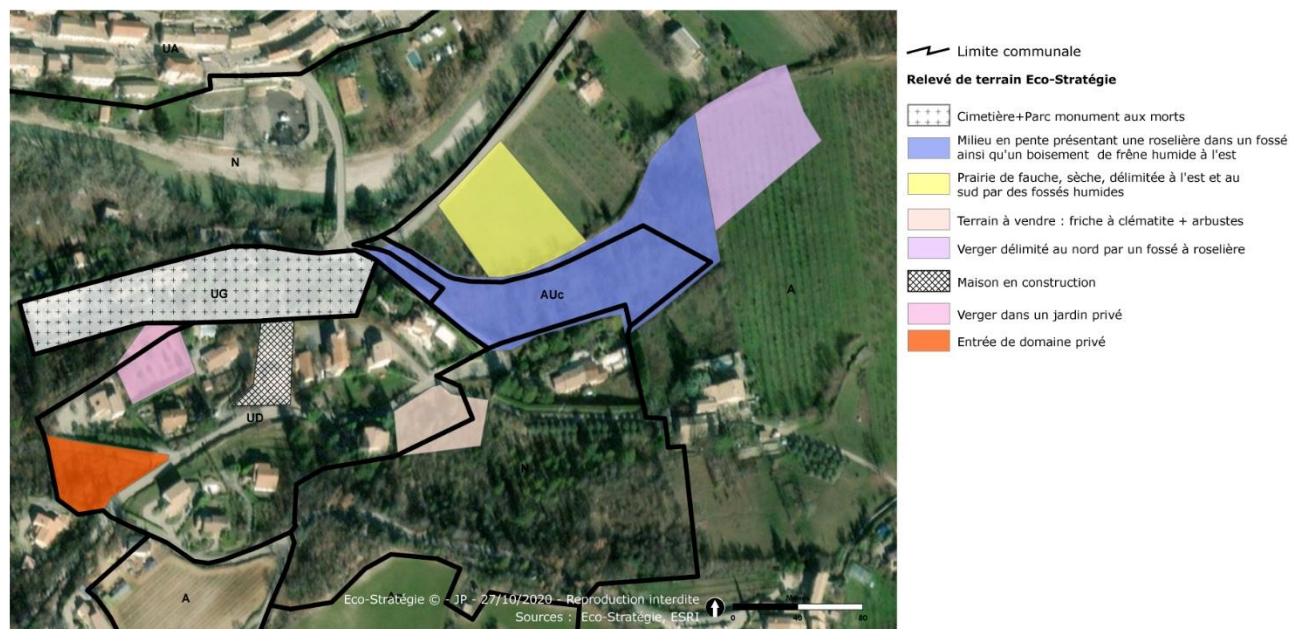 UA
N
UG
AUc
A
UD
N
A
A
Eco-Stratégie © - JP - 27/10/2020 - Reproduction interdite
Sources : Eco-Stratégie, ESRI
0 40 80
Limite communale
Relevé de terrain Eco-Stratégie
Cimetière+Parc monument aux morts
Milieu en pente présentant une roselière dans un fossé
ainsi qu'un boisement de frêne humide à l'est
Prairie de fauche, sèche, délimitée à l'est et au
sud par des fossés humides
Terrain à vendre : friche à clématite + arbustes
Verger délimité au nord par un fossé à roselière
Maison en construction
Verger dans un jardin privé
Entrée de domaine privé